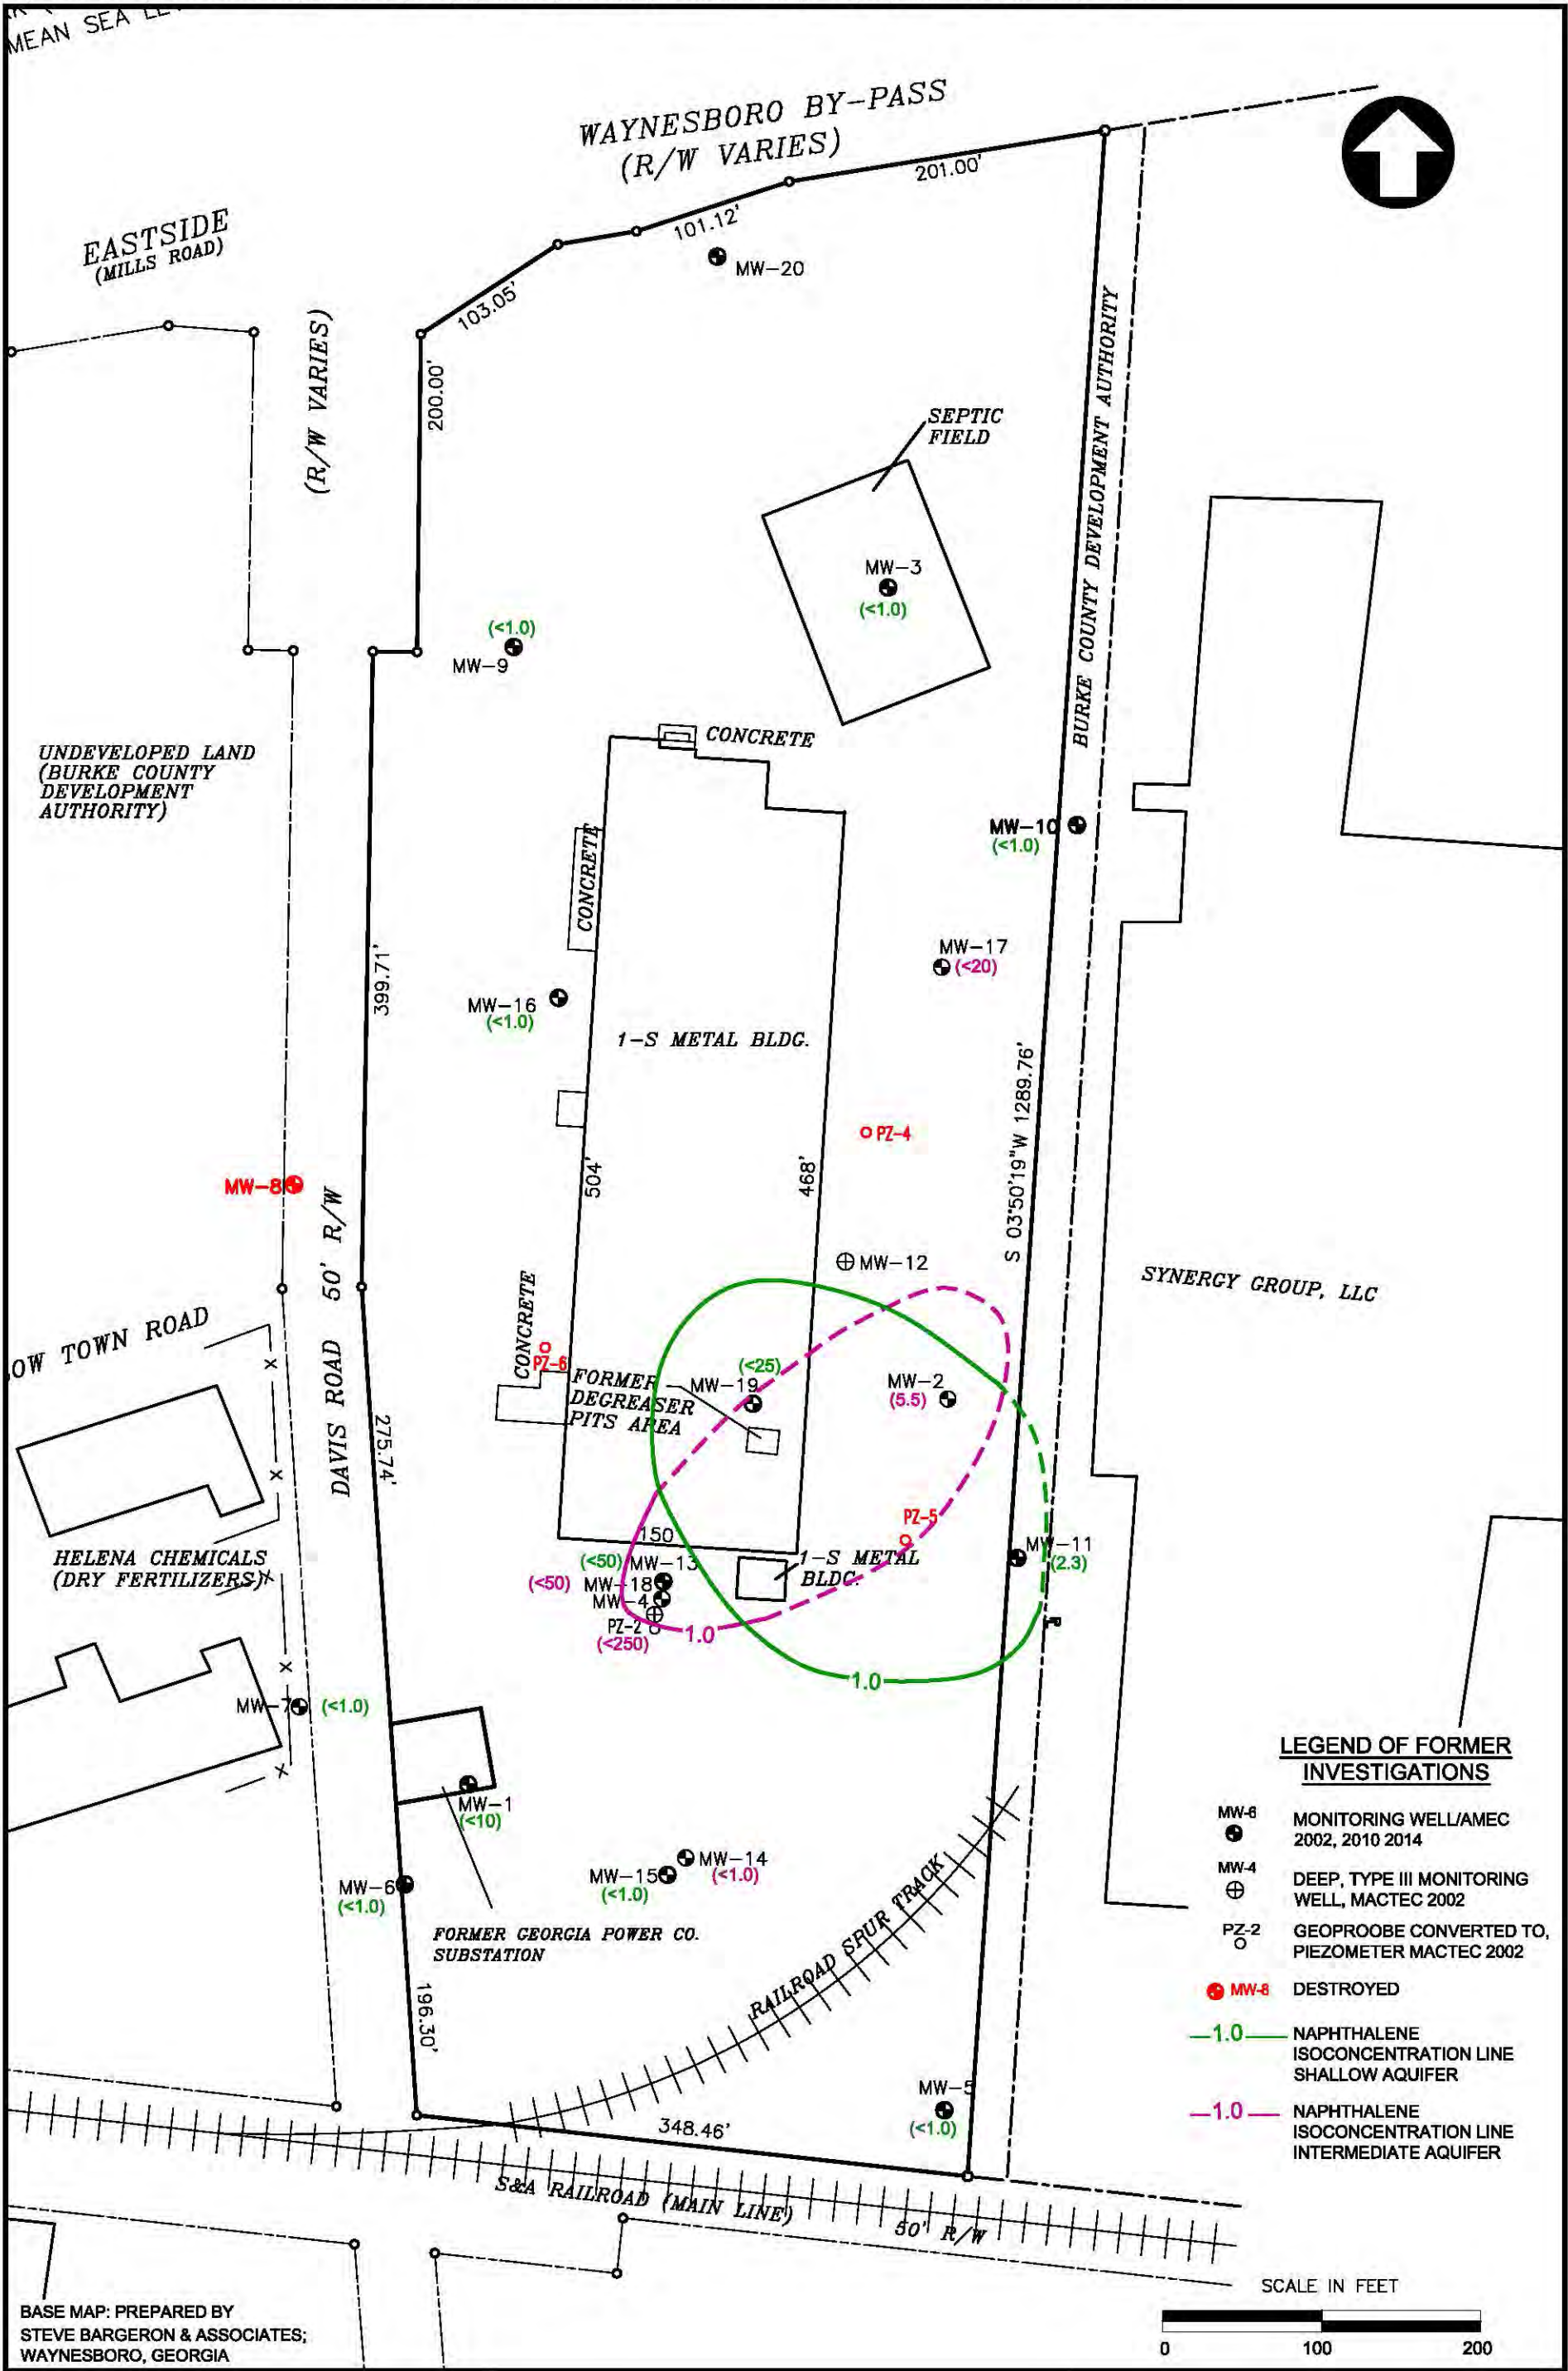 MEAN SEA
WAYNESBORO BY-PASS
(R/W VARIES)
201.00'
101.12'
103.05'
EASTSIDE
(MILLS ROAD)
MW-20
(R/W VARIES)
200.00'
BURKE COUNTY DEVELOPMENT AUTHORITY
SEPTIC
FIELD
MW-3
(<1.0)
(<1.0)
MW-9
CONCRETE
UNDEVELOPED LAND
(BURKE COUNTY
DEVELOPMENT
AUTHORITY)
CONCRETE
MW-10
(<1.0)
MW-17
(<20)
399.71'
MW-16
(<1.0)
1-S METAL BLDG.
S 03°50'19"W 1289.76'
PZ-4
504'
468'
MW-8
DAVIS ROAD 50' R/W
MW-12
SYNERGY GROUP, LLC
OW TOWN ROAD
CONCRETE
PZ-6
FORMER
DEGREASER
PITS AREA
(<25)
MW-19
MW-2
(5.5)
275.74'
PZ-5
150
HELENA CHEMICALS
(DRY FERTILIZERS)
(<50) MW-13
(<50) MW-18
MW-4
PZ-2
(<250)
1-S METAL
BLDG.
MW-11
(2.3)
1.0
1.0
MW-7 (<1.0)
MW-1
(<10)
MW-14
(<1.0)
MW-15
(<1.0)
MW-6
(<1.0)
FORMER GEORGIA POWER CO.
SUBSTATION
RAILROAD SPUR TRACK
196.30'
MW-5
(<1.0)
348.46'
S&A RAILROAD (MAIN LINE)
50' R/W
LEGEND OF FORMER
INVESTIGATIONS
MW-6
MONITORING WELL/AMEC
2002, 2010 2014
MW-4
DEEP, TYPE III MONITORING
WELL, MACTEC 2002
PZ-2
GEOPROOBE CONVERTED TO,
PIEZOMETER MACTEC 2002
MW-8 DESTROYED
1.0 NAPHTHALENE
ISOCONCENTRATION LINE
SHALLOW AQUIFER
1.0 NAPHTHALENE
ISOCONCENTRATION LINE
INTERMEDIATE AQUIFER
SCALE IN FEET
0 100 200
BASE MAP: PREPARED BY
STEVE BARGERON & ASSOCIATES;
WAYNESBORO, GEORGIA